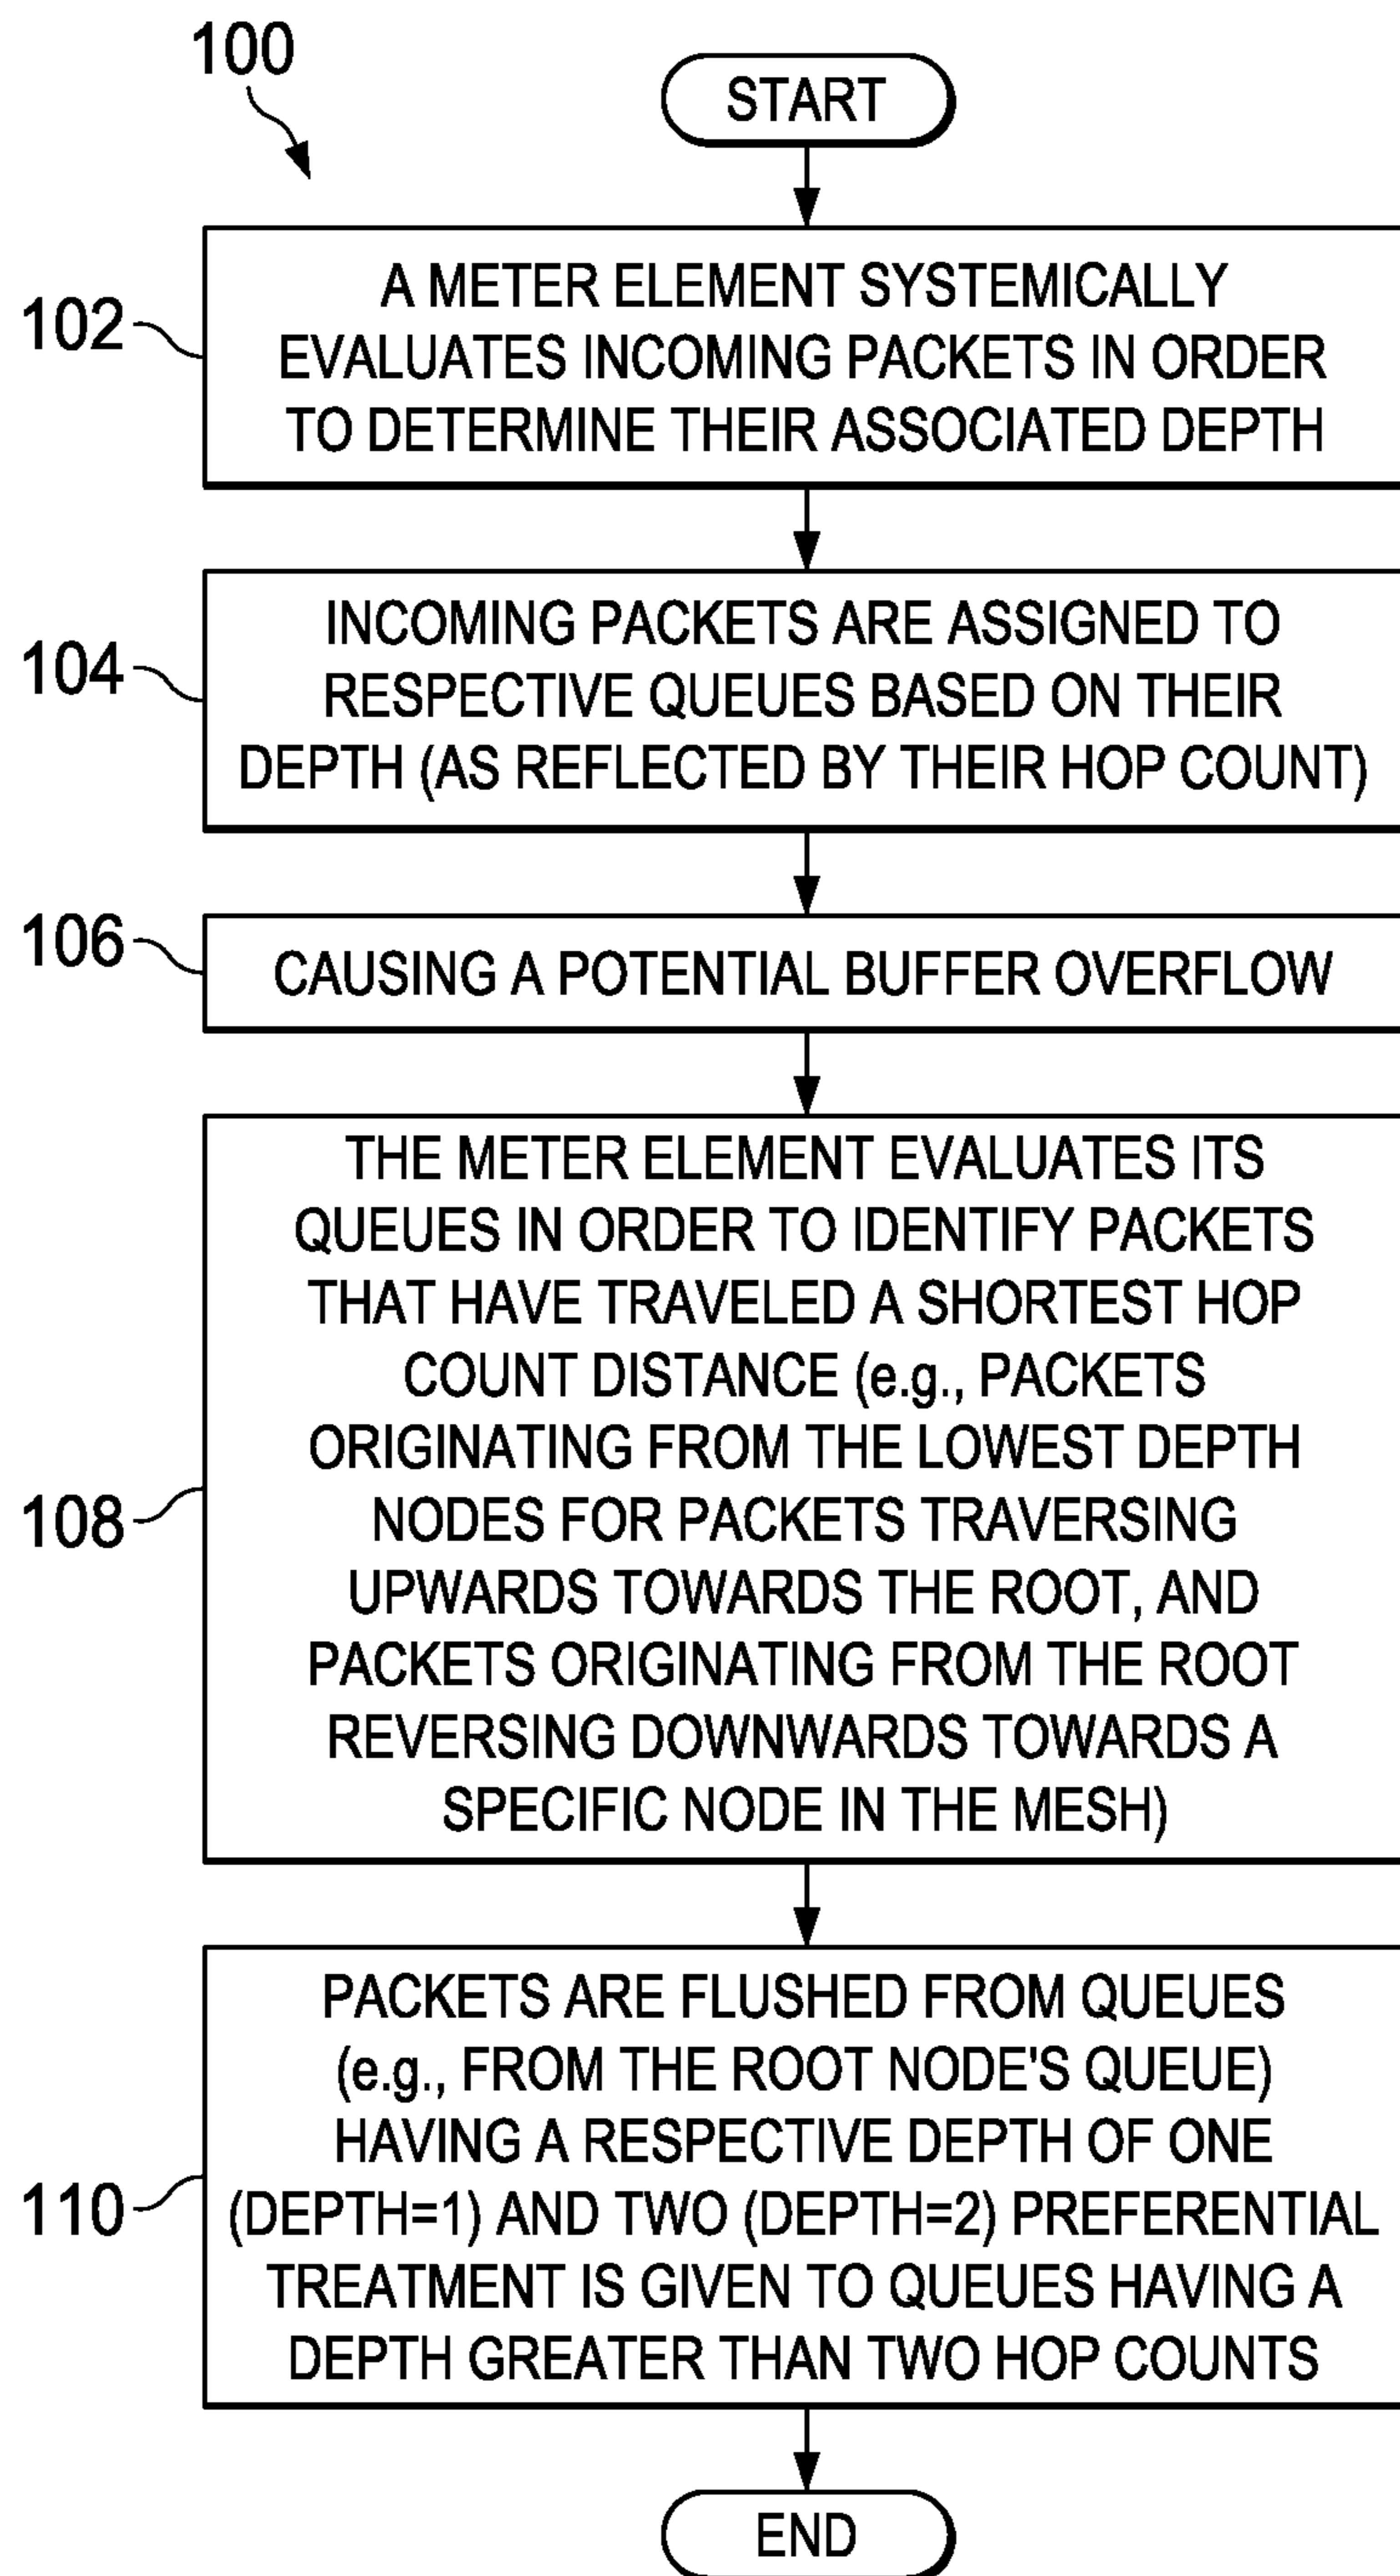 100
START
102
A METER ELEMENT SYSTEMICALLY
EVALUATES INCOMING PACKETS IN ORDER
TO DETERMINE THEIR ASSOCIATED DEPTH
104
INCOMING PACKETS ARE ASSIGNED TO
RESPECTIVE QUEUES BASED ON THEIR
DEPTH (AS REFLECTED BY THEIR HOP COUNT)
106
CAUSING A POTENTIAL BUFFER OVERFLOW
108
THE METER ELEMENT EVALUATES ITS
QUEUES IN ORDER TO IDENTIFY PACKETS
THAT HAVE TRAVELED A SHORTEST HOP
COUNT DISTANCE (e.g., PACKETS
ORIGINATING FROM THE LOWEST DEPTH
NODES FOR PACKETS TRAVERSING
UPWARDS TOWARDS THE ROOT, AND
PACKETS ORIGINATING FROM THE ROOT
REVERSING DOWNWARDS TOWARDS A
SPECIFIC NODE IN THE MESH)
110
PACKETS ARE FLUSHED FROM QUEUES
(e.g., FROM THE ROOT NODE'S QUEUE)
HAVING A RESPECTIVE DEPTH OF ONE
(DEPTH=1) AND TWO (DEPTH=2) PREFERENTIAL
TREATMENT IS GIVEN TO QUEUES HAVING A
DEPTH GREATER THAN TWO HOP COUNTS
END